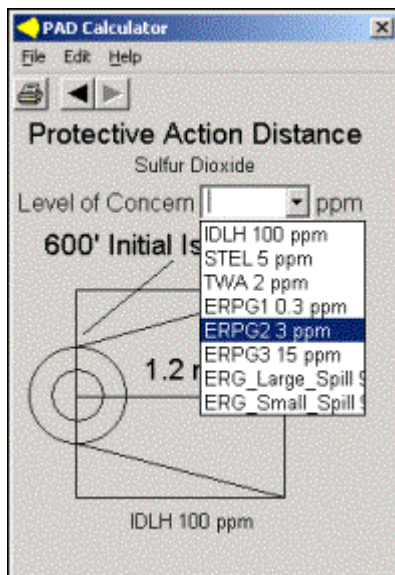 PAD Calculator
File Edit Help
Protective Action Distance
Sulfur Dioxide
Level of Concern ppm
IDLH 100 ppm
STEL 5 ppm
TWA 2 ppm
ERPG1 0.3 ppm
ERPG2 3 ppm
ERPG3 15 ppm
ERG_Large_Spill
ERG_Small_Spill
600' Initial
1.2
IDLH 100 ppm